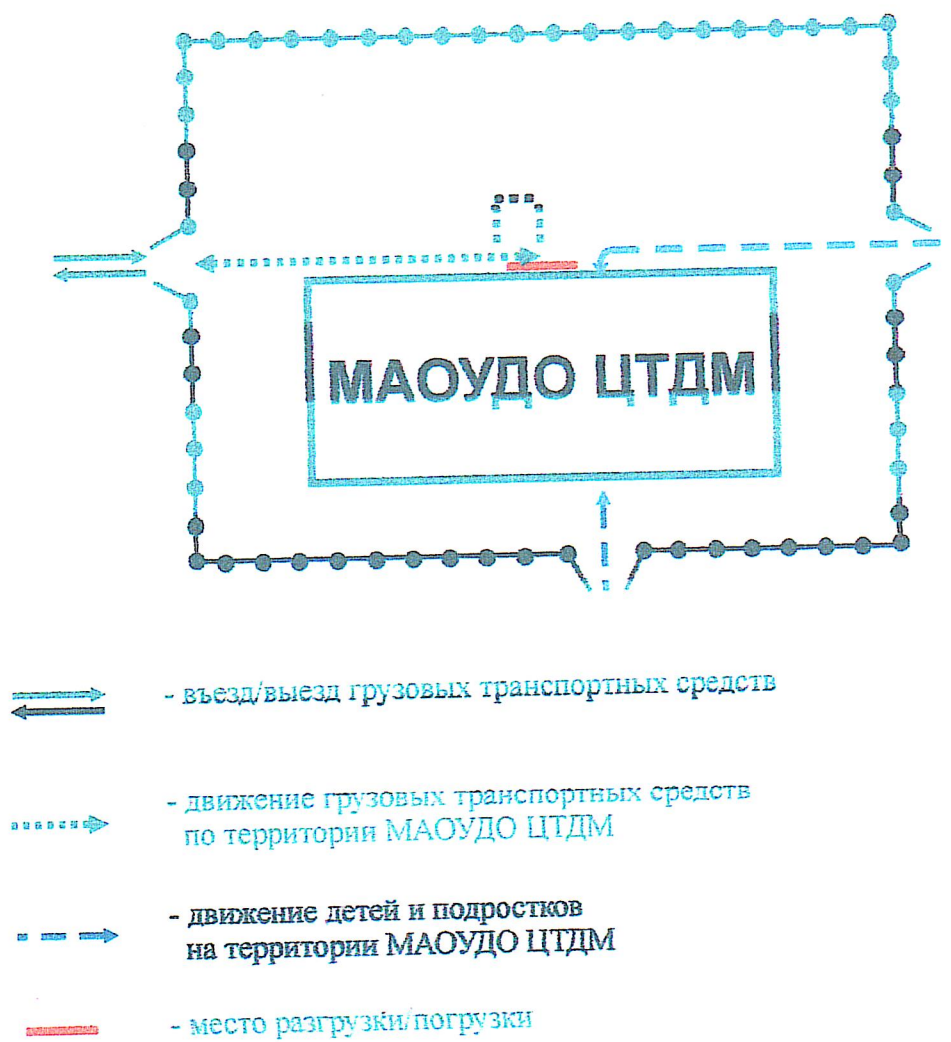 МАОУДО ЦТДМ
- въезд/выезд грузовых транспортных средств
- движение грузовых транспортных средств
по территории МАОУДО ЦТДМ
- движение детей и подростков
на территории МАОУДО ЦТДМ
- место разгрузки/погрузки